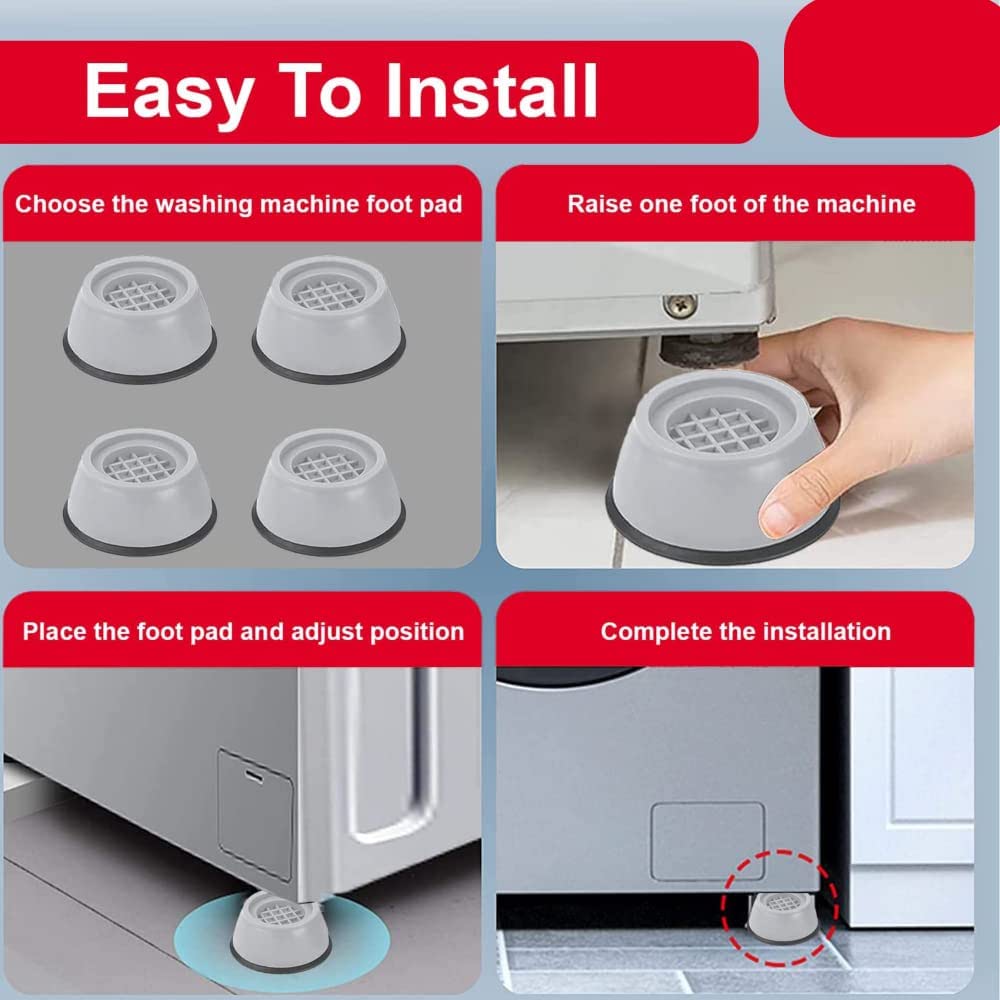 Easy To Install
Choose the washing machine foot pad
Raise one foot of the machine
Place the foot pad and adjust position
Complete the installation